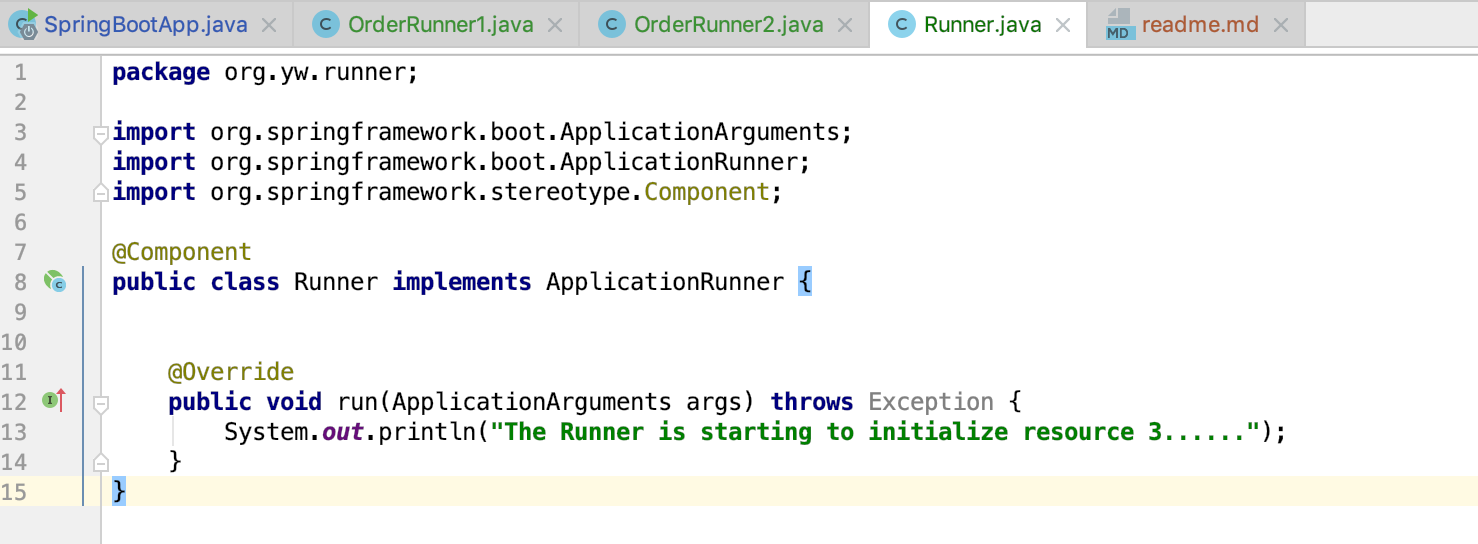 SpringBootApp.java
OrderRunner1.java
OrderRunner2.java
Runner.java
readme.md
1 package org.yw.runner;
2
3 import org.springframework.boot.ApplicationArguments;
4 import org.springframework.boot.ApplicationRunner;
5 import org.springframework.stereotype.Component;
6
7 @Component
8 public class Runner implements ApplicationRunner {
9
10
11 @Override
12 public void run(ApplicationArguments args) throws Exception {
13 System.out.println("The Runner is starting to initialize resource 3......");
14 }
15 }